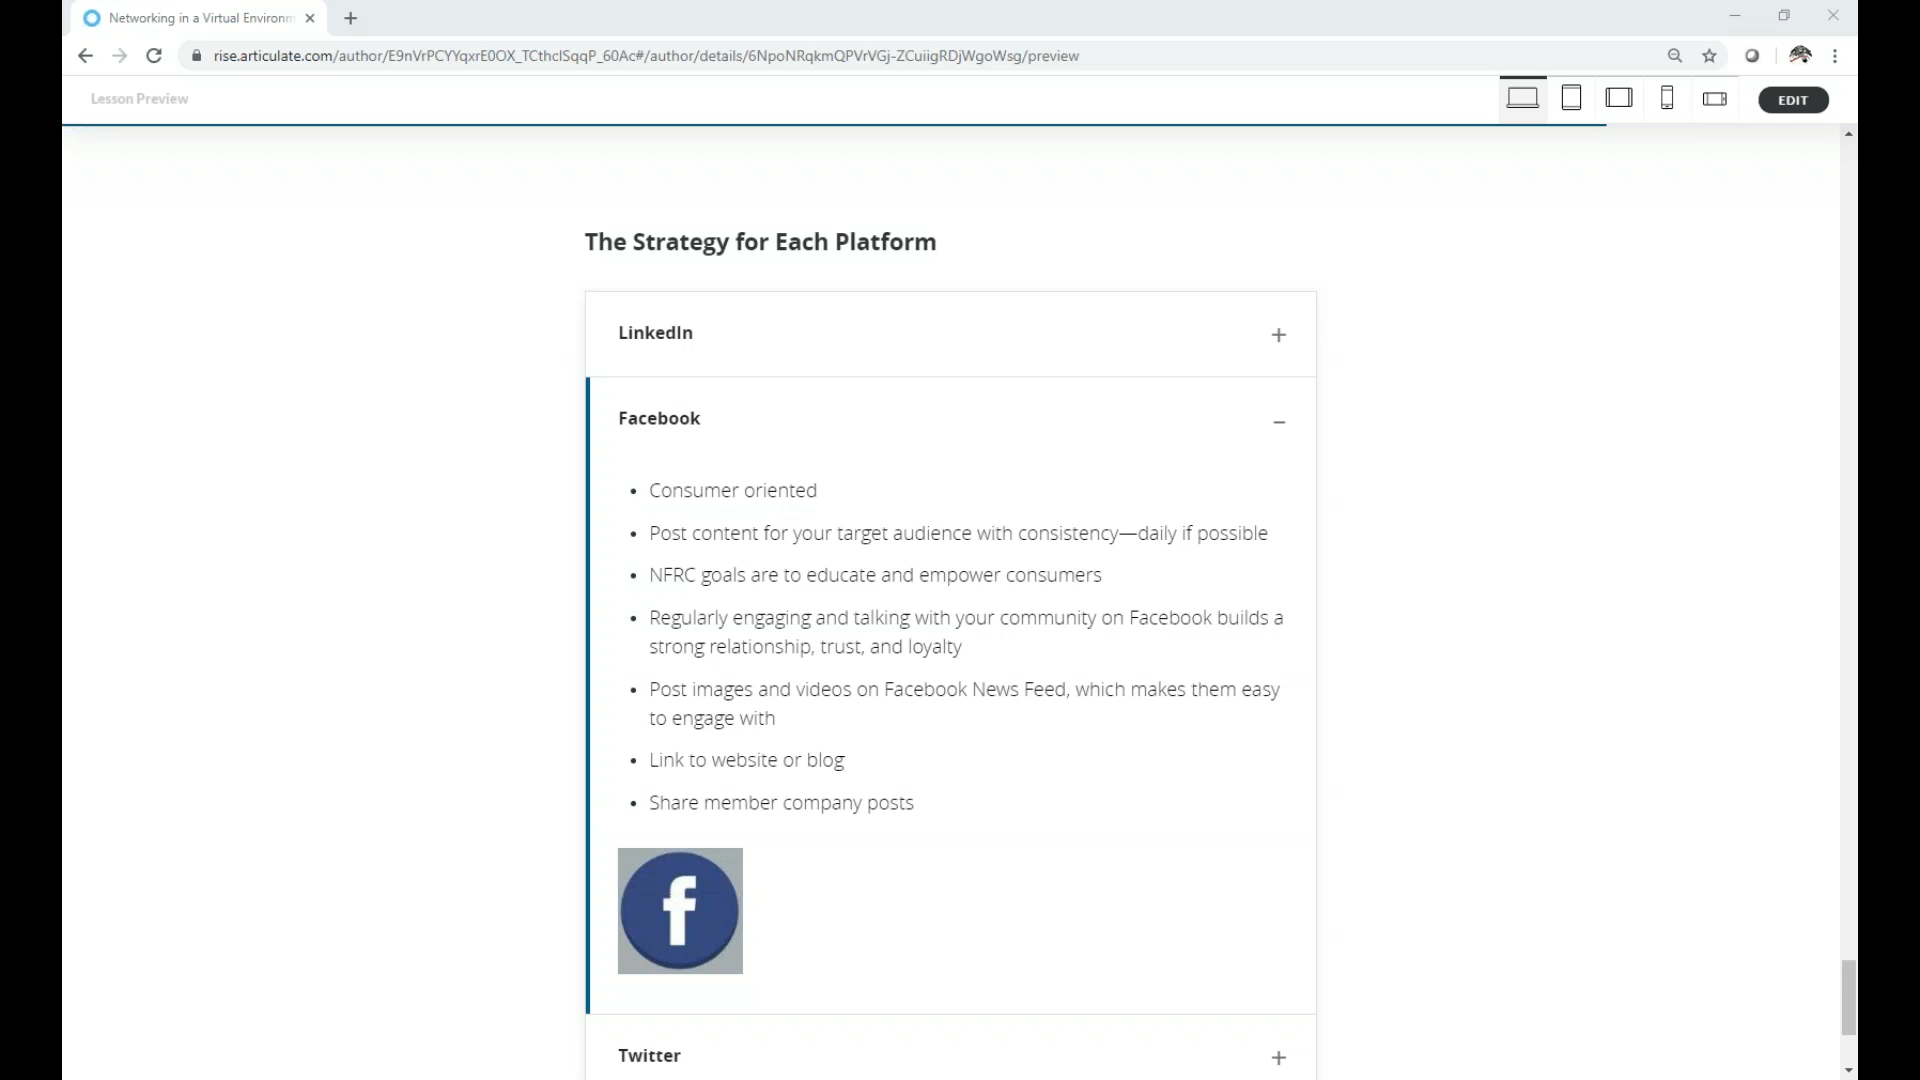 Networking in a Virtual Environm
rise.articulate.com/author/E9nVrPCYYqxrE0OX_TCthclSqqP_60Ac#/author/details/6NpoNRqkmQPVrVGj-ZCuiigRDjWgoWsg/preview
Lesson Preview
EDIT
The Strategy for Each Platform
LinkedIn
Facebook
• Consumer oriented
• Post content for your target audience with consistency—daily if possible
• NFRC goals are to educate and empower consumers
• Regularly engaging and talking with your community on Facebook builds a
strong relationship, trust, and loyalty
• Post images and videos on Facebook News Feed, which makes them easy
to engage with
• Link to website or blog
• Share member company posts
f
Twitter